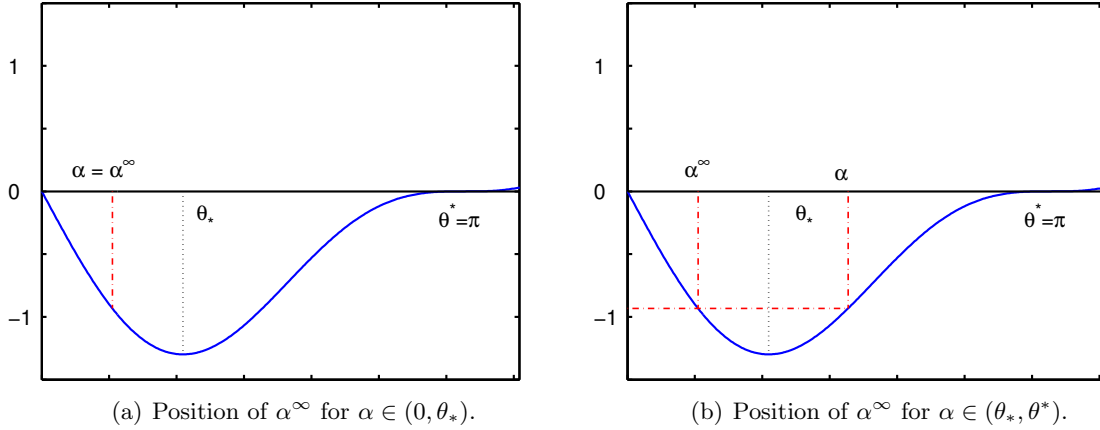 1
α = α^∞
0
θ_*
θ^*=π
−1
(a) Position of α^∞ for α ∈ (0, θ_*).
1
α^∞
α
0
θ_*
θ^*=π
−1
(b) Position of α^∞ for α ∈ (θ_*, θ^*).